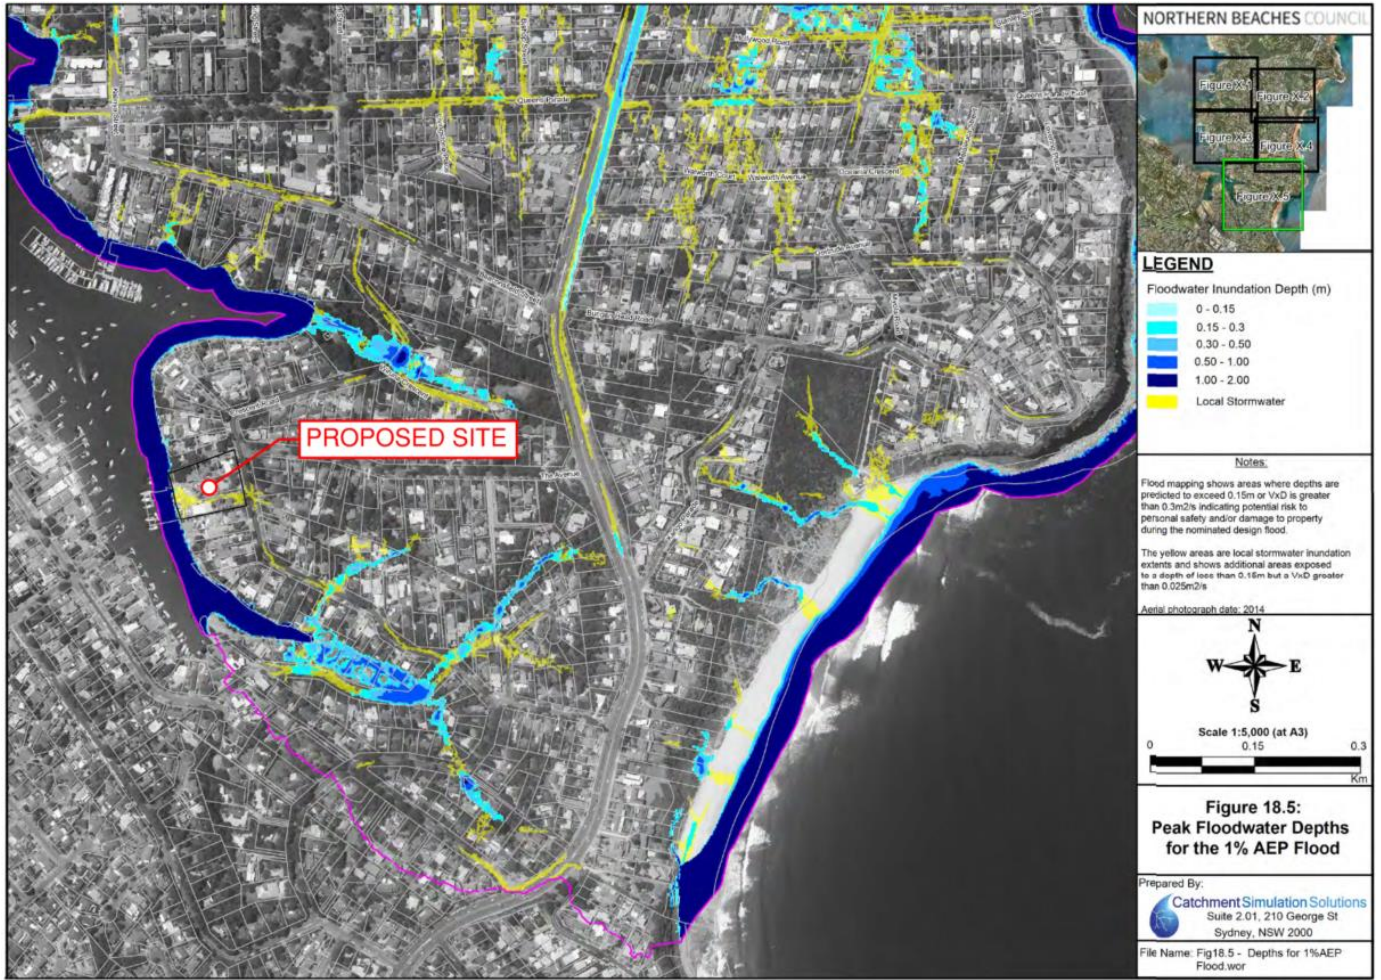 NORTHERN BEACHES COUNCIL
Figure X.1
Figure X.2
Figure X.3
Figure X.4
Figure X.5
LEGEND
Floodwater Inundation Depth (m)
0 - 0.15
0.15 - 0.3
0.30 - 0.50
0.50 - 1.00
1.00 - 2.00
Local Stormwater
Notes:
Flood mapping shows areas where depths are
predicted to exceed 0.15m or VxD is greater
than 0.3m2/s indicating potential risk to
personal safety and/or damage to property
during the nominated design flood.
The yellow areas are local stormwater inundation
extents and shows additional areas exposed
to a depth of less than 0.15m but a VxD greater
than 0.025m2/s
Aerial photograph date: 2014
N
W E
S
Scale 1:5,000 (at A3)
0 0.15 0.3
Km
Figure 18.5:
Peak Floodwater Depths
for the 1% AEP Flood
Prepared By:
Catchment Simulation Solutions
Suite 2.01, 210 George St
Sydney, NSW 2000
File Name: Fig18.5 - Depths for 1%AEP
Flood.wor
PROPOSED SITE
The Avenue